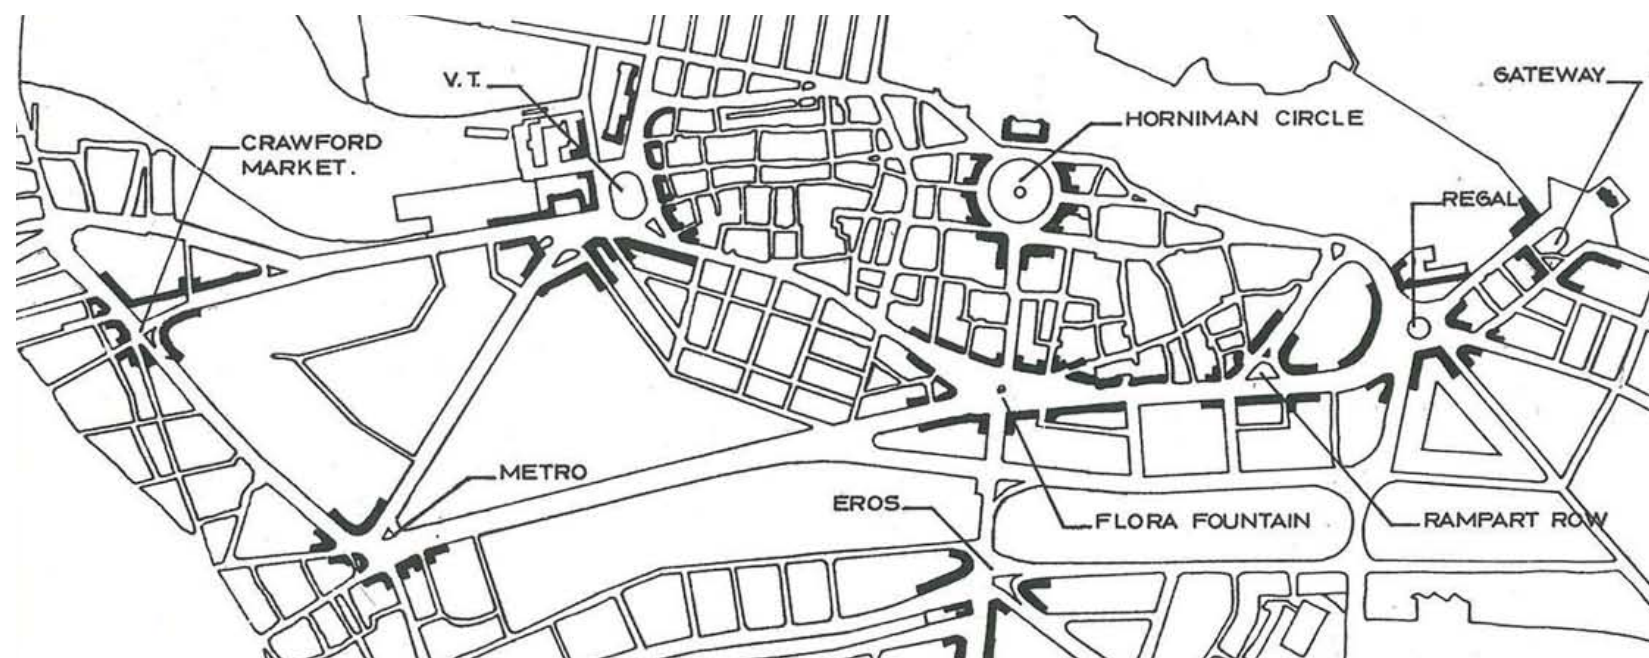 V.T.
GATEWAY
CRAWFORD
MARKET.
HORNIMAN CIRCLE
REGAL
METRO
EROS
FLORA FOUNTAIN
RAMPART ROW